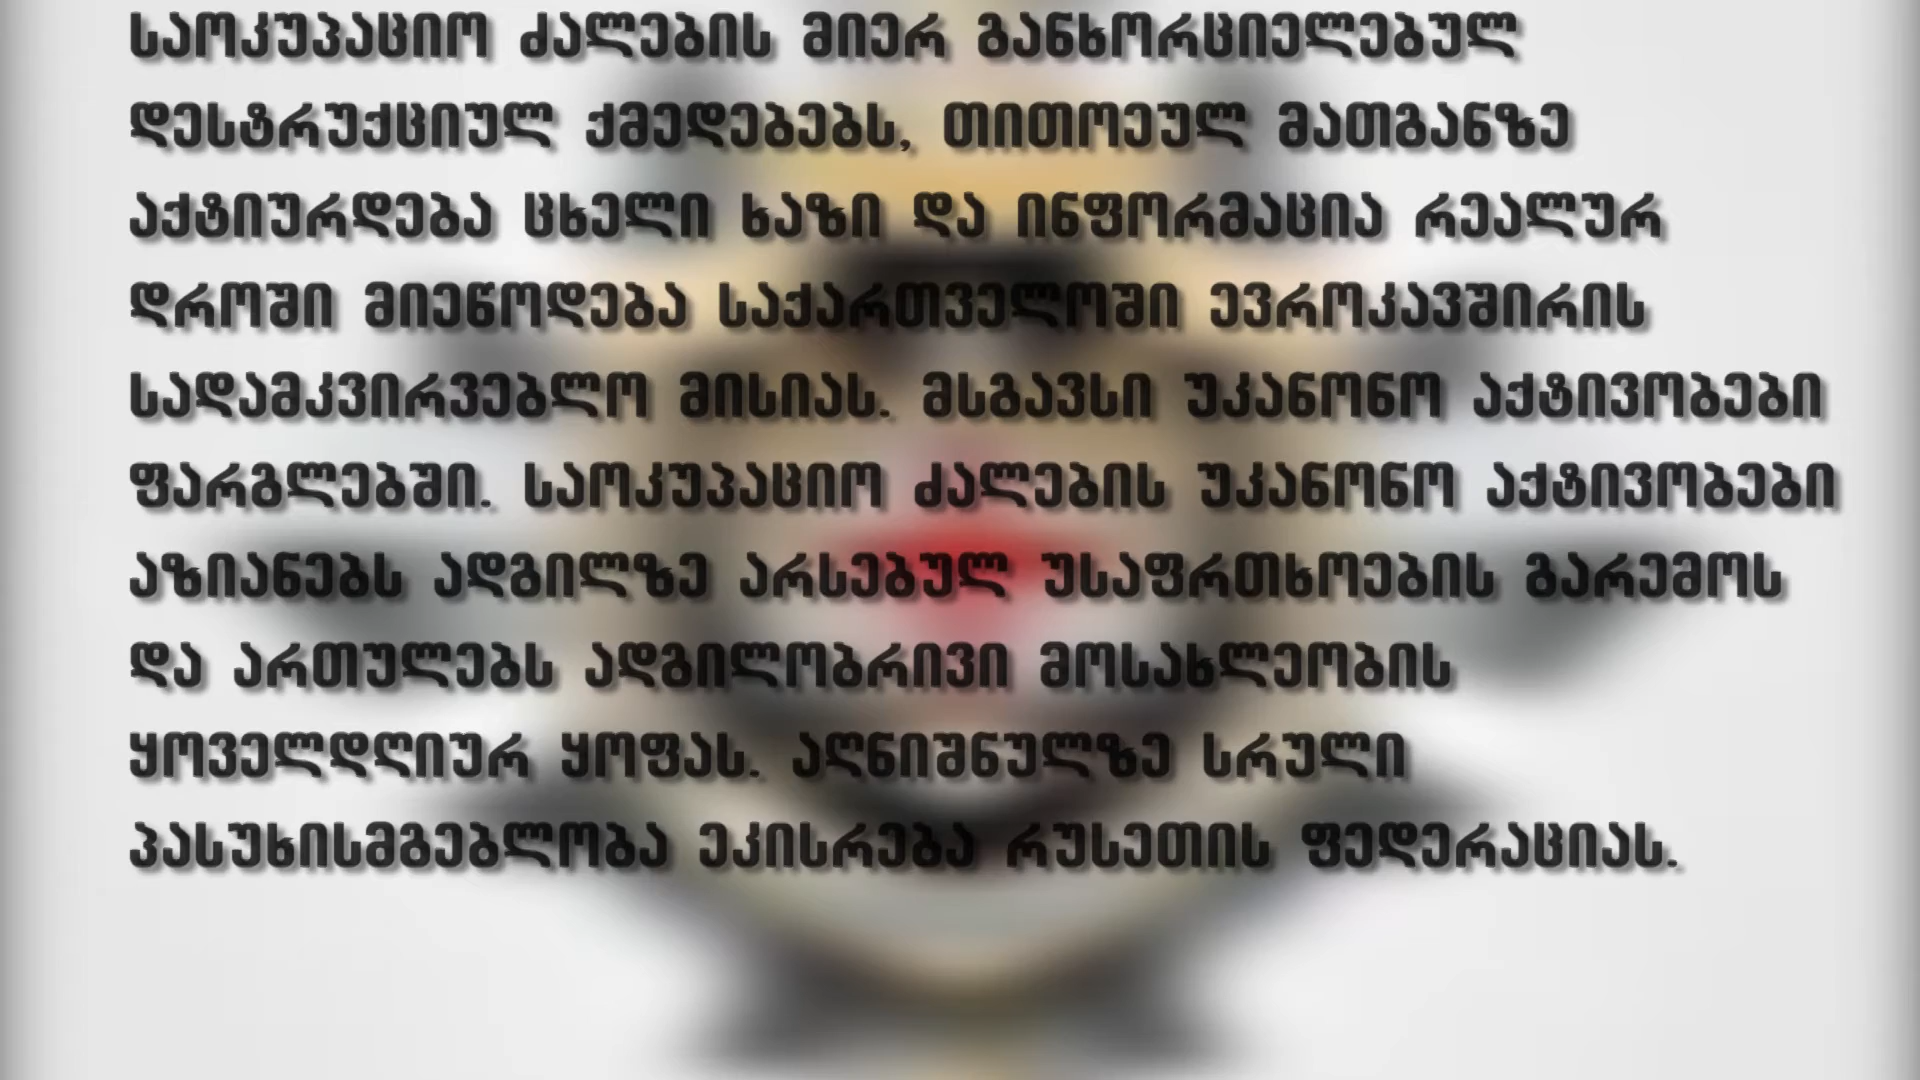 საოკუპაციო ძალების მიერ განხორციელებულ
დესტრუქციულ ქმედებებს, თითოეულ მათგანზე
აქტიურდება ცხელი ხაზი და ინფორმაცია რეალურ
დროში მიეწოდება საქართველოში ევროკავშირის
სადამკვირვებლო მისიას. მსგავსი უკანონო აქტივობები
ფარგლებში. საოკუპაციო ძალების უკანონო აქტივობები
აზიანებს ადგილზე არსებულ უსაფრთხოების გარემოს
და ართულებს ადგილობრივი მოსახლეობის
ყოველდღიურ ყოფას. აღნიშნულზე სრული
პასუხისმგებლობა ეკისრება რუსეთის ფედერაციას.